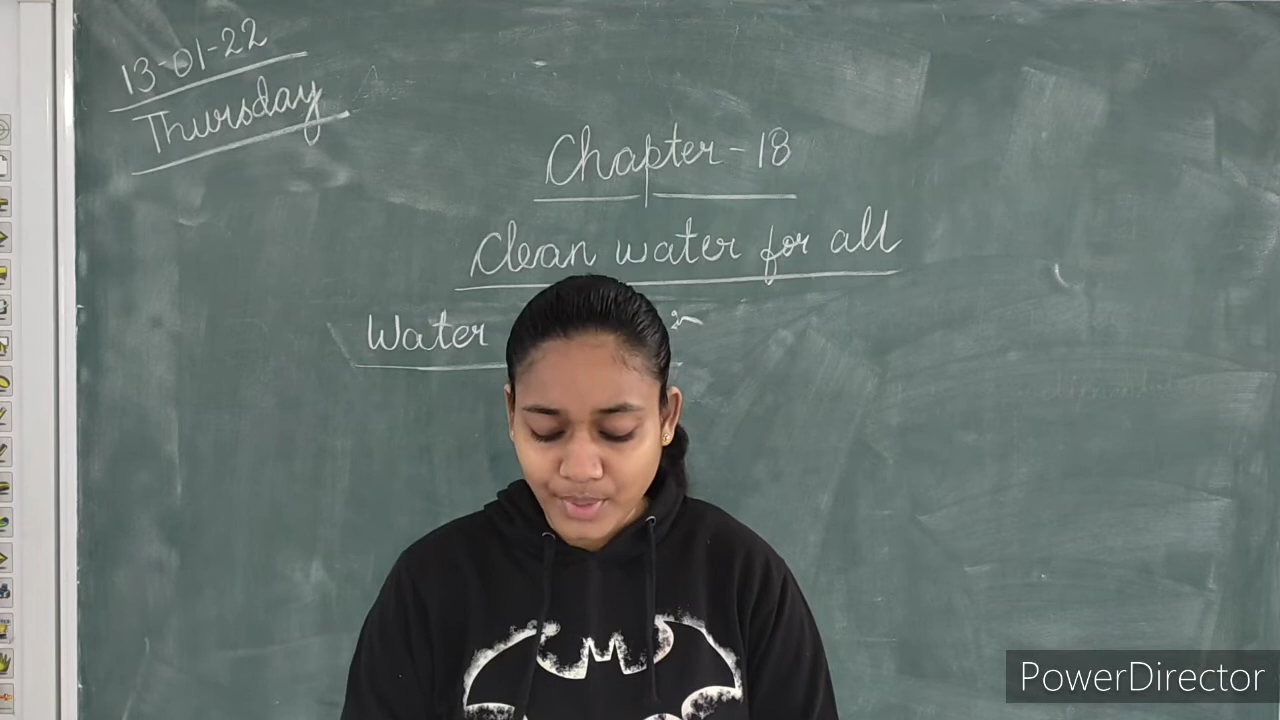 13-01-22
Thursday
Chapter-18
Clean water for all
Water
PowerDirector